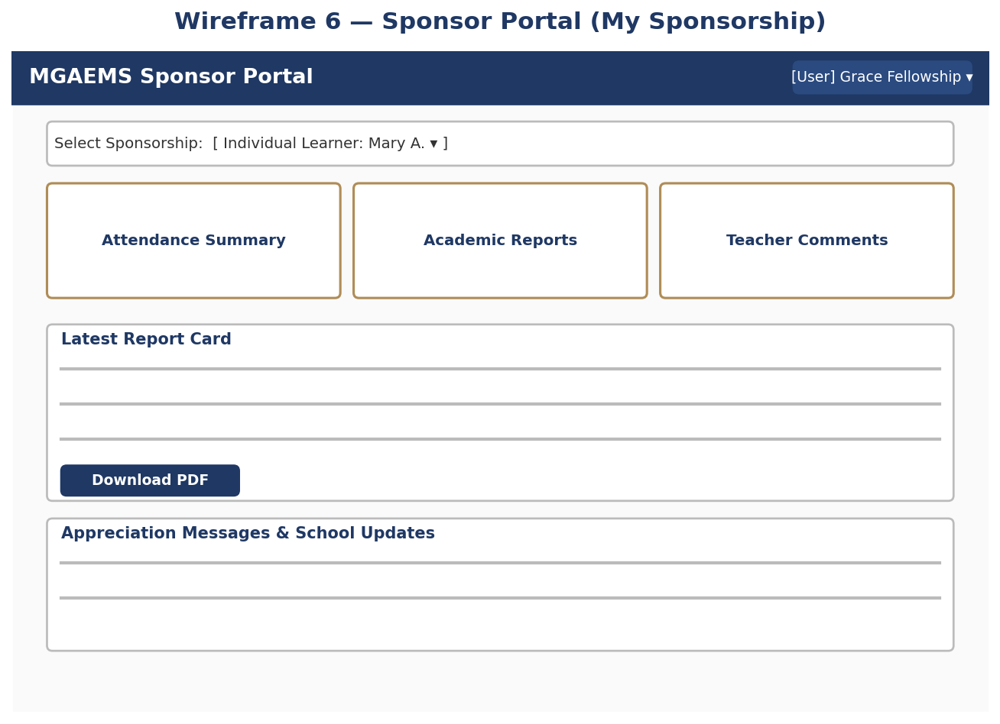 Wireframe 6 — Sponsor Portal (My Sponsorship)
MGAEMS Sponsor Portal
[User] Grace Fellowship ▾
Select Sponsorship:  [ Individual Learner: Mary A. ▾ ]
Attendance Summary
Academic Reports
Teacher Comments
Latest Report Card
Download PDF
Appreciation Messages & School Updates